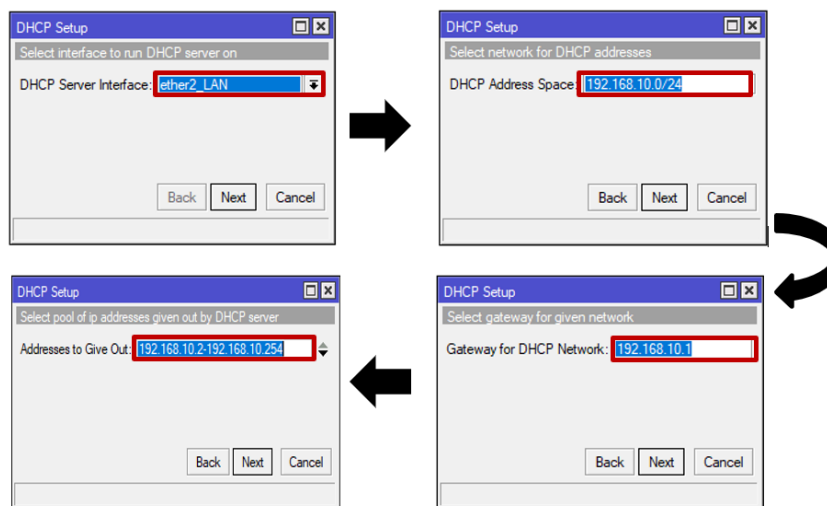 DHCP Setup
Select interface to run DHCP server on
DHCP Server Interface: ether2_LAN
Back Next Cancel
DHCP Setup
Select network for DHCP addresses
DHCP Address Space: 192.168.10.0/24
Back Next Cancel
DHCP Setup
Select gateway for given network
Gateway for DHCP Network: 192.168.10.1
Back Next Cancel
DHCP Setup
Select pool of ip addresses given out by DHCP server
Addresses to Give Out: 192.168.10.2-192.168.10.254
Back Next Cancel